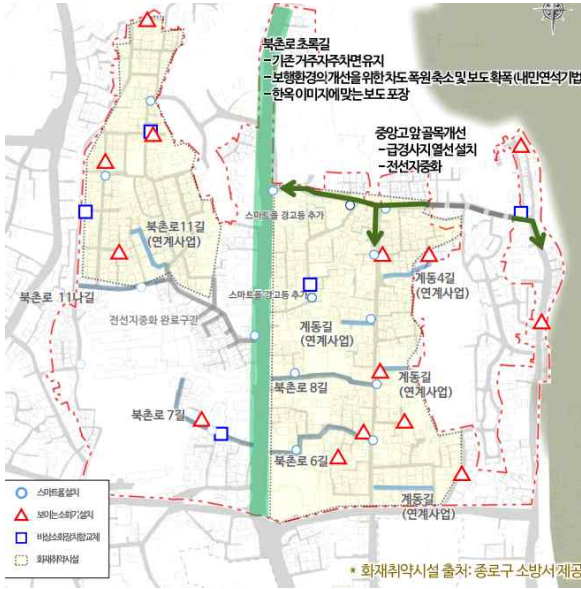 북촌로 초록길
- 기존 거주자주차면 유지
- 보행환경의 개선을 위한 차도 폭원 축소 및 보도 확폭 (내민연석기법
- 한옥 이미지에 맞는 보도 포장
중앙고 앞 골목개선
- 급경사지 열선 설치
- 전선지중화
북촌로11길
(연계사업)
스마트폴 경고등 추가
북촌로 11나길
스마트폴 경고등 추가
계동4길
(연계사업)
전선지중화 완료구간
계동길
(연계사업)
북촌로 8길
계동길
(연계사업)
북촌로 7길
북촌로 6길
계동길
(연계사업)
스마트폴설치
보이는소화기설치
비상소화장치함교체
화재취약시설
* 화재취약시설 출처: 종로구 소방서 제공